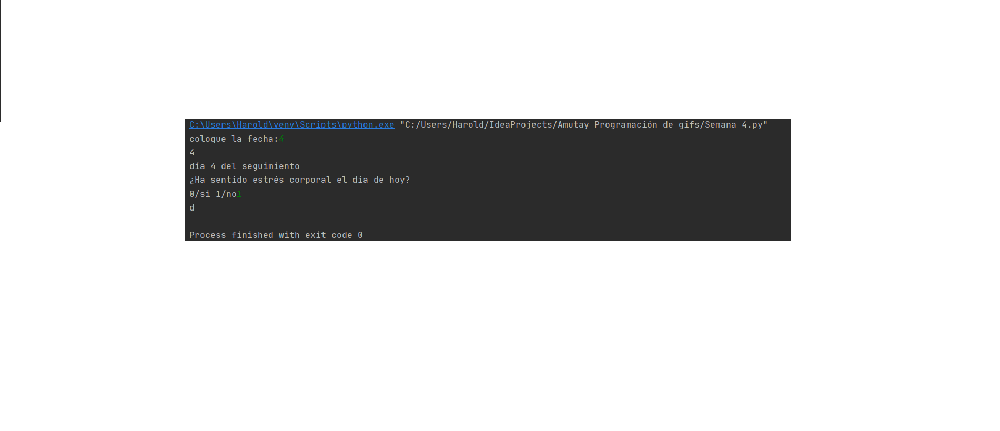 C:\Users\Harold\venv\Scripts\python.exe "C:/Users/Harold/IdeaProjects/Amutay Programación de gifs/Semana 4.py"
coloque la fecha:4
4
día 4 del seguimiento
¿Ha sentido estrés corporal el día de hoy?
0/si 1/no1
d
Process finished with exit code 0